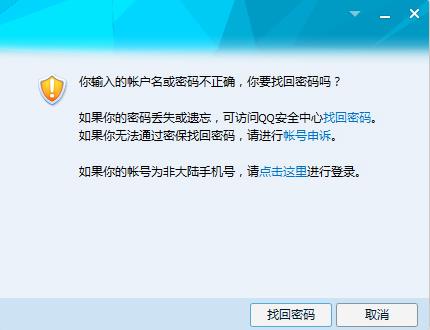 你输入的帐户名或密码不正确，你要找回密码吗？
如果你的密码丢失或遗忘，可访问QQ安全中心找回密码。
如果你无法通过密保找回密码，请进行帐号申诉。
如果你的帐号为非大陆手机号，请点击这里进行登录。
找回密码 取消